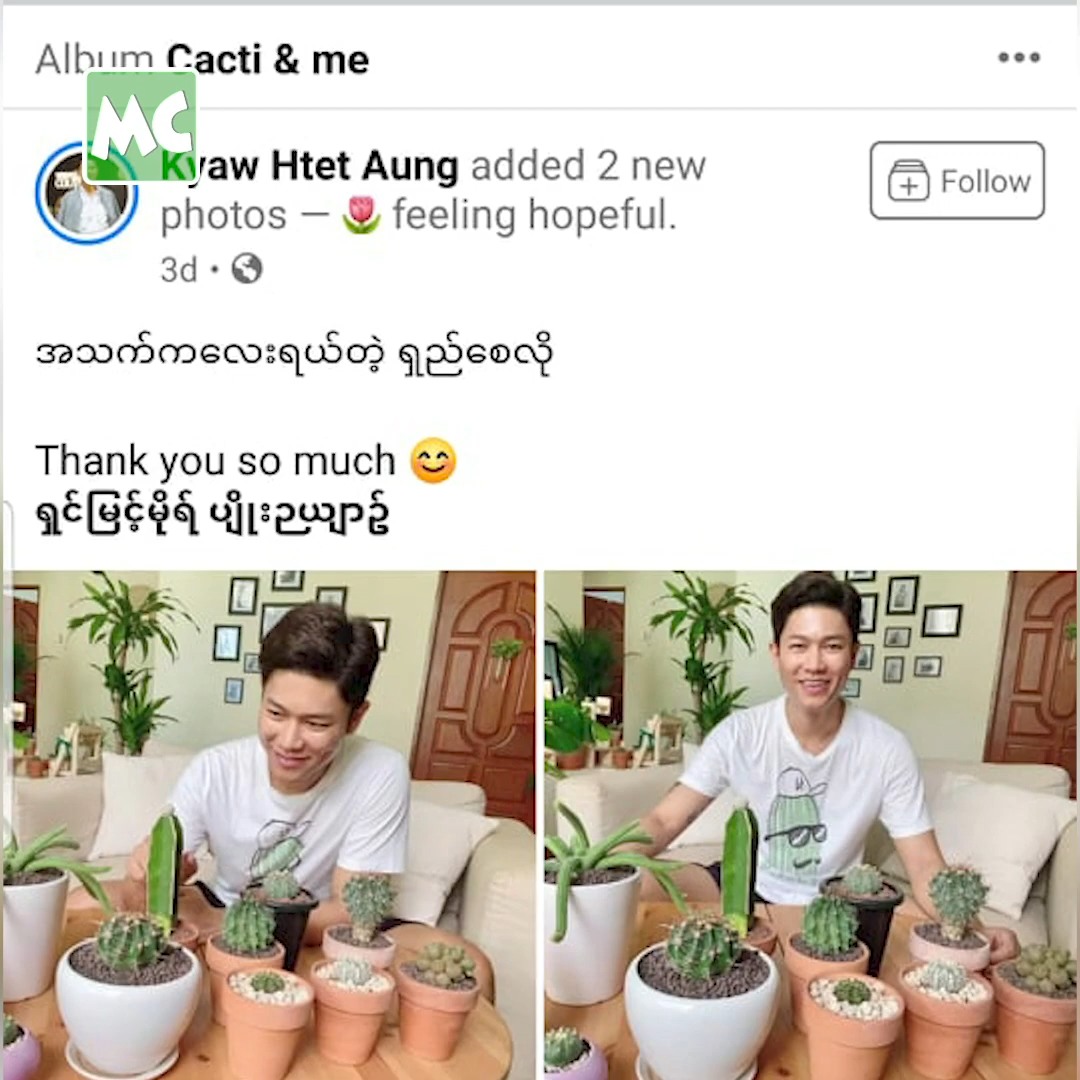 Album Cacti & me
MC
Kyaw Htet Aung added 2 new
photos — 🌷 feeling hopeful.
Follow
3d •
အသက်ကလေးရယ်တဲ့ ရှည်စေလို
Thank you so much 😊
ရှင်မြင့်မိုရ် ပျိုးဥယျာဥ်